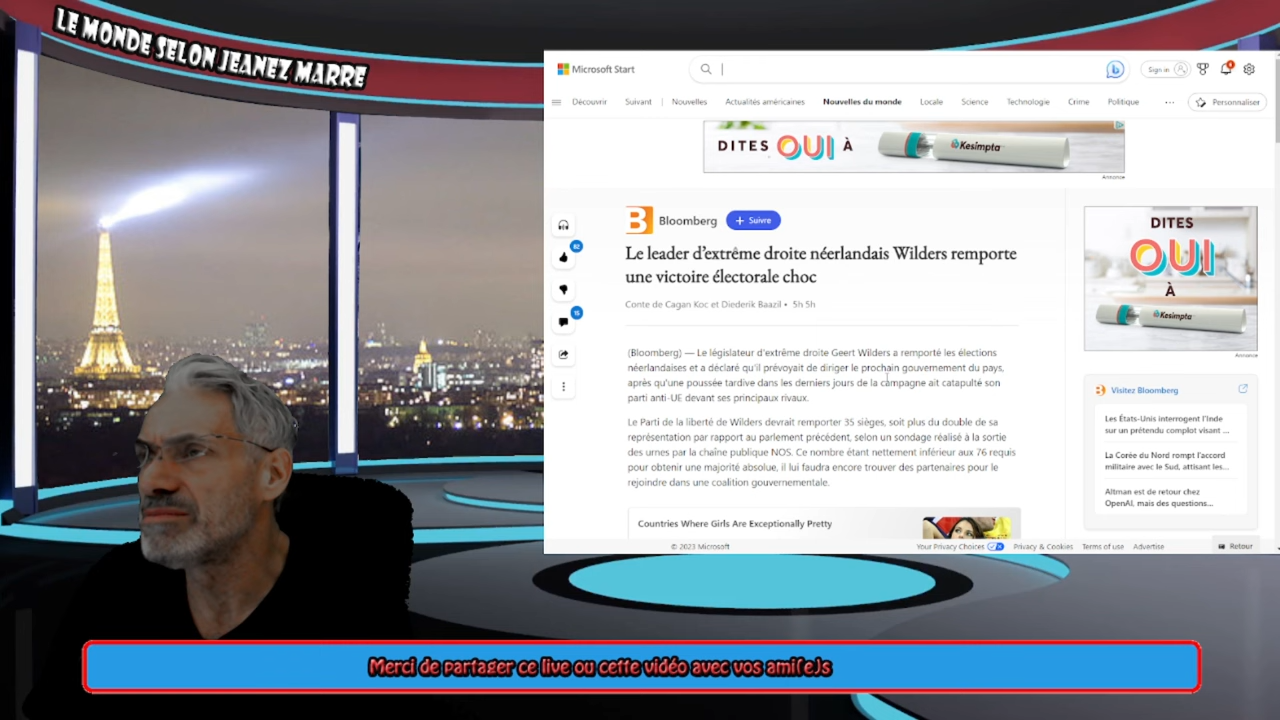 LE MONDE SELON JEANEZ MARRE
Microsoft Start
Sign in
Découvrir Suivant Nouvelles Actualités américaines Nouvelles du monde Locale Science Technologie Crime Politique ... Personnaliser
DITES OUI À Kesimpta
Annonce
B Bloomberg + Suivre
Le leader d'extrême droite néerlandais Wilders remporte
une victoire électorale choc
Conte de Cagan Koc et Diederik Baazil • 5h 5h
82
15
(Bloomberg) — Le législateur d'extrême droite Geert Wilders a remporté les élections
néerlandaises et a déclaré qu'il prévoyait de diriger le prochain gouvernement du pays,
après qu'une poussée tardive dans les derniers jours de la campagne ait catapulté son
parti anti-UE devant ses principaux rivaux.
Le Parti de la liberté de Wilders devrait remporter 35 sièges, soit plus du double de sa
représentation par rapport au parlement précédent, selon un sondage réalisé à la sortie
des urnes par la chaîne publique NOS. Ce nombre étant nettement inférieur aux 76 requis
pour obtenir une majorité absolue, il lui faudra encore trouver des partenaires pour le
rejoindre dans une coalition gouvernementale.
Countries Where Girls Are Exceptionally Pretty
DITES
OUI
À
Kesimpta
Annonce
B Visitez Bloomberg
Les États-Unis interrogent l'Inde
sur un prétendu complot visant ...
La Corée du Nord rompt l'accord
militaire avec le Sud, attisant les...
Altman est de retour chez
OpenAI, mais des questions...
© 2023 Microsoft
Your Privacy Choices Privacy & Cookies Terms of use Advertise
Retour
Merci de partager ce live ou cette vidéo avec vos ami(e)s